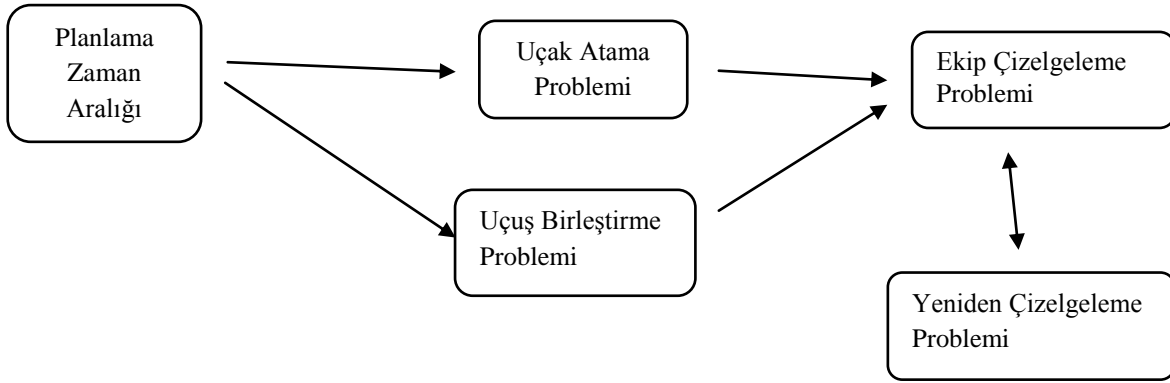 Planlama
Zaman
Aralığı
Uçak Atama
Problemi
Ekip Çizelgeleme
Problemi
Uçuş Birleştirme
Problemi
Yeniden Çizelgeleme
Problemi